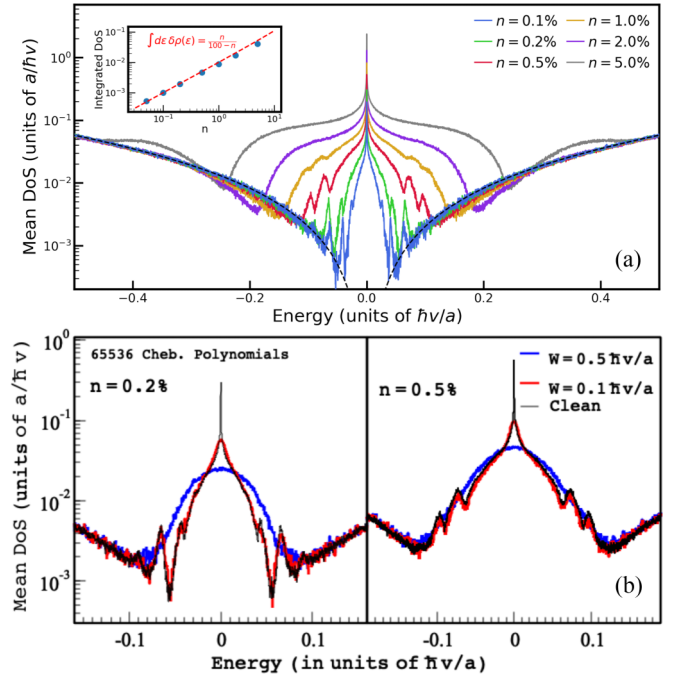 ∫dε δρ(ε) = n/(100−n)
Integrated DoS
10⁻¹
10⁻²
10⁻³
10⁻¹ 10⁰ 10¹
n
n = 0.1% n = 1.0%
n = 0.2% n = 2.0%
n = 0.5% n = 5.0%
Mean DoS (units of a/ħv)
10⁰
10⁻¹
10⁻²
10⁻³
(a)
−0.4 −0.2 0.0 0.2 0.4
Energy (units of ħv/a)
Mean DoS (units of a/ħv)
10⁰
10⁻¹
10⁻²
10⁻³
65536 Cheb. Polynomials
n=0.2%
n=0.5%
W=0.5ħv/a
W=0.1ħv/a
Clean
(b)
-0.1 0 0.1 -0.1 0 0.1
Energy (in units of ħv/a)